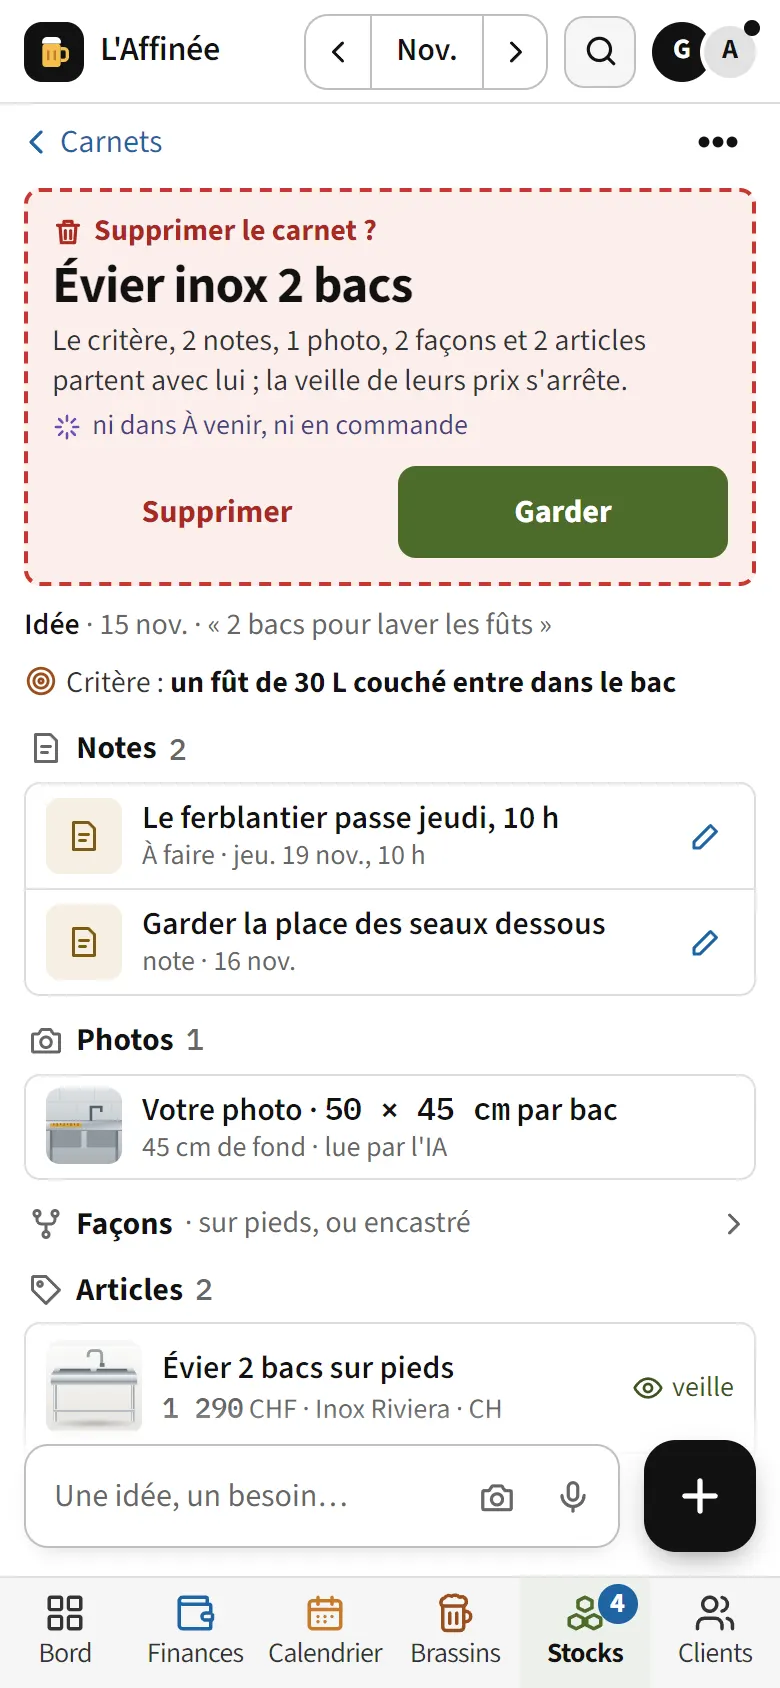 L'Affinée
Nov.
G
A
Carnets
Supprimer le carnet ?
Évier inox 2 bacs
Le critère, 2 notes, 1 photo, 2 façons et 2 articles
partent avec lui ; la veille de leurs prix s'arrête.
ni dans À venir, ni en commande
Supprimer
Garder
Idée · 15 nov. · « 2 bacs pour laver les fûts »
Critère : un fût de 30 L couché entre dans le bac
Notes 2
Le ferblantier passe jeudi, 10 h
À faire · jeu. 19 nov., 10 h
Garder la place des seaux dessous
note · 16 nov.
Photos 1
Votre photo · 50 × 45 cm par bac
45 cm de fond · lue par l'IA
Façons · sur pieds, ou encastré
Articles 2
Évier 2 bacs sur pieds
1 290 CHF · Inox Riviera · CH
veille
Une idée, un besoin…
Bord
Finances
Calendrier
Brassins
4
Stocks
Clients